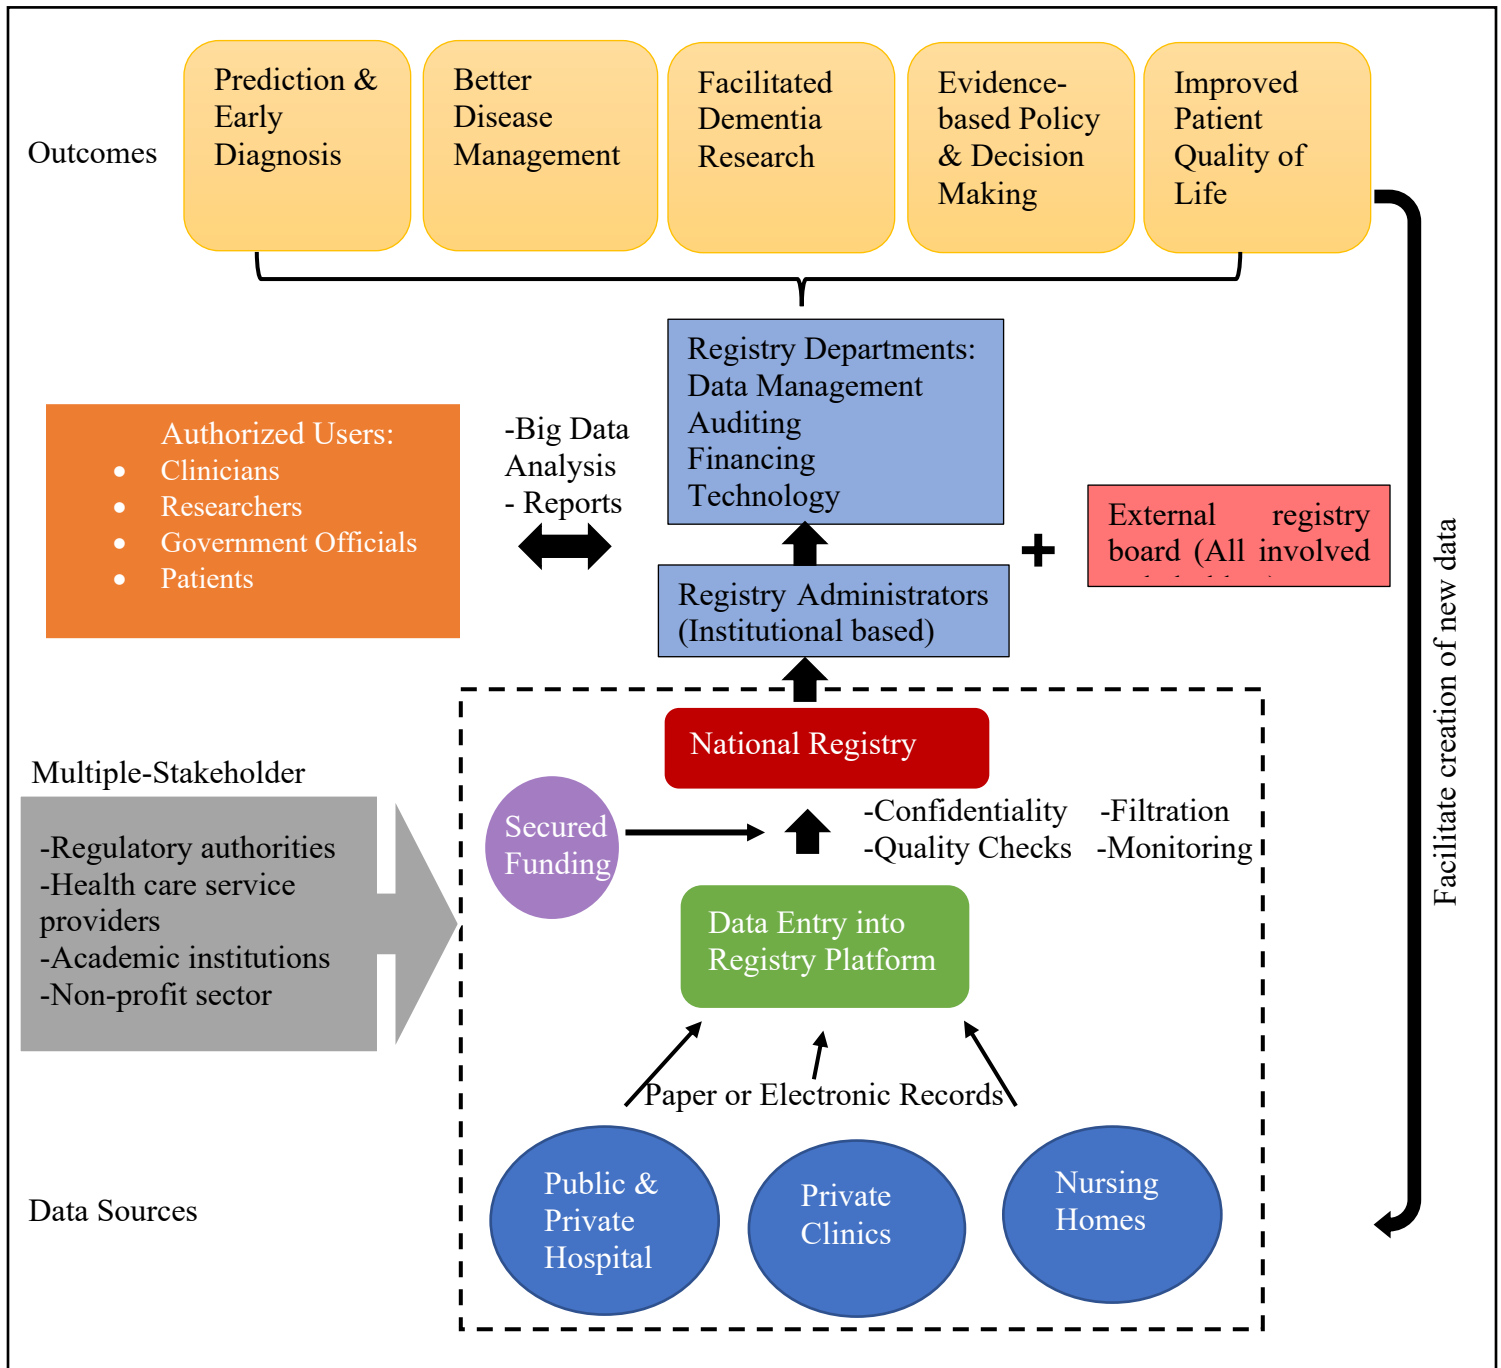 Prediction &
Early
Diagnosis
Better
Disease
Management
Facilitated
Dementia
Research
Evidence-
based Policy
& Decision
Making
Improved
Patient
Quality of
Life
Outcomes
Registry Departments:
Data Management
Auditing
Financing
Technology
Authorized Users:
• Clinicians
• Researchers
• Government Officials
• Patients
-Big Data
Analysis
- Reports
External registry
board (All involved
Registry Administrators
(Institutional based)
Facilitate creation of new data
National Registry
Multiple-Stakeholder
-Regulatory authorities
-Health care service
providers
-Academic institutions
-Non-profit sector
Secured
Funding
-Confidentiality -Filtration
-Quality Checks -Monitoring
Data Entry into
Registry Platform
Paper or Electronic Records
Data Sources
Public &
Private
Hospital
Private
Clinics
Nursing
Homes